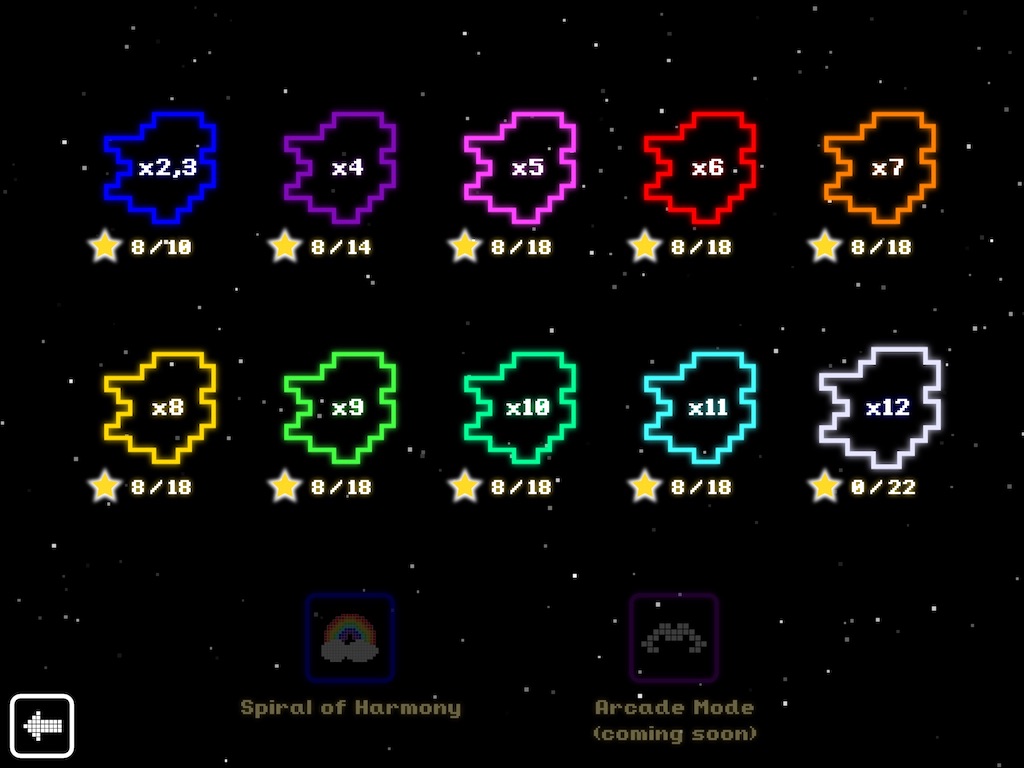 x2,3
x4
x5
x6
x7
8/10
8/14
8/18
8/18
8/18
x8
x9
x10
x11
x12
8/18
8/18
8/18
8/18
0/22
Spiral of Harmony
Arcade Mode
(coming soon)